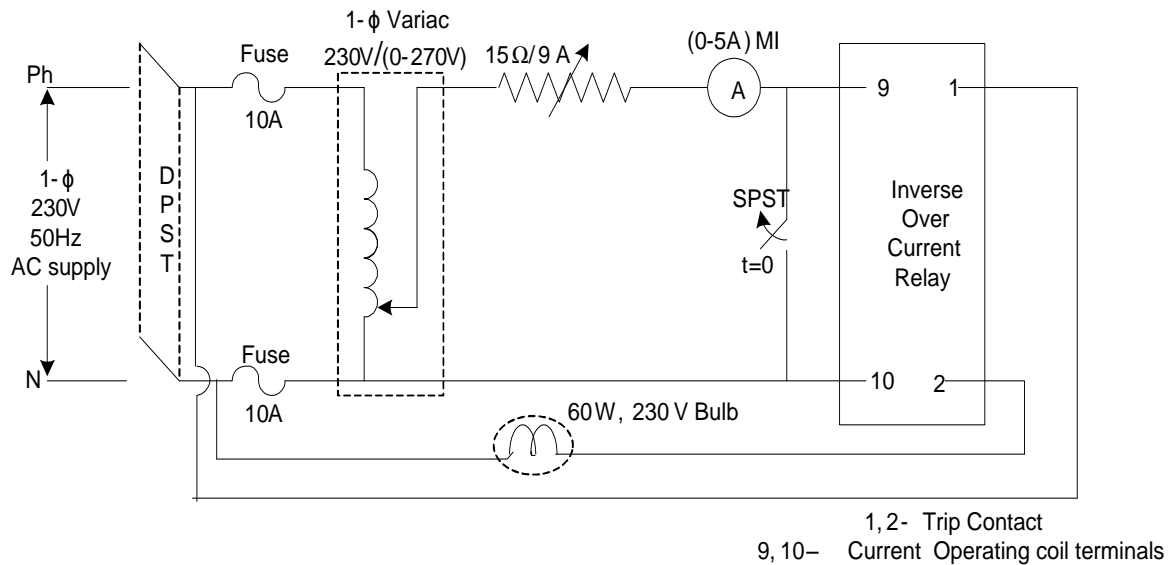 1- ϕ Variac
230V/(0-270V)
Fuse
10A
15Ω/ 9 A
(0-5A) MI
A
Ph
1- ϕ
230V
50Hz
AC supply
N
D
P
S
T
SPST
t=0
9
1
Inverse
Over
Current
Relay
10
2
Fuse
10A
60W, 230 V Bulb
1, 2- Trip Contact
9, 10– Current Operating coil terminals